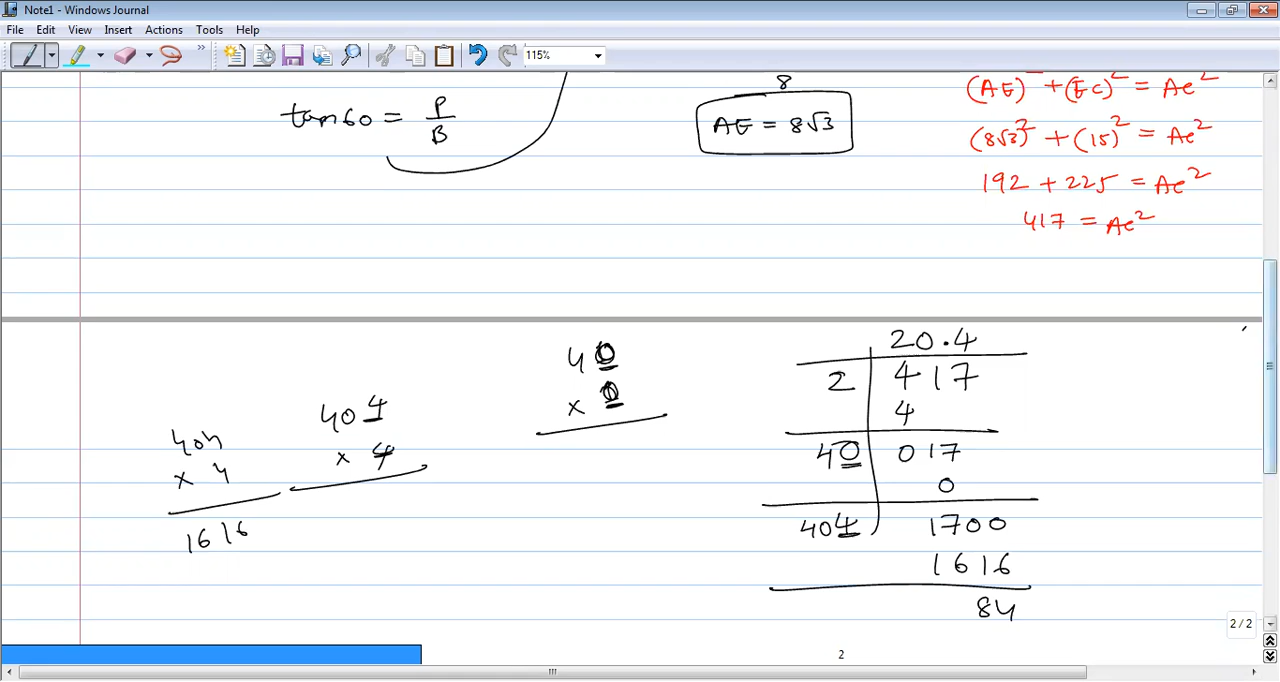 Note1 - Windows Journal
File Edit View Insert Actions Tools Help
115%
tan 60 = P/B
8
AE = 8√3
(AE)² + (EC)² = Ac²
(8√3)² + (15)² = Ac²
192 + 225 = Ac²
417 = Ac²
404
x 4
1616
404
x 4
40
x 0
20.4
2 417
4
40 017
0
404 1700
1616
84
2 / 2
2